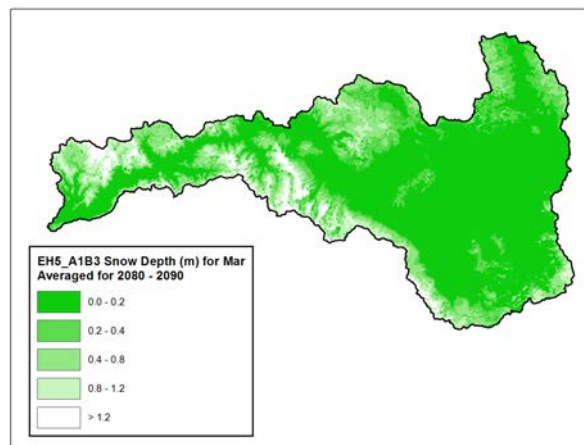 EH5_A1B3 Snow Depth (m) for Mar
Averaged for 2080 - 2090
0.0 - 0.2
0.2 - 0.4
0.4 - 0.8
0.8 - 1.2
> 1.2